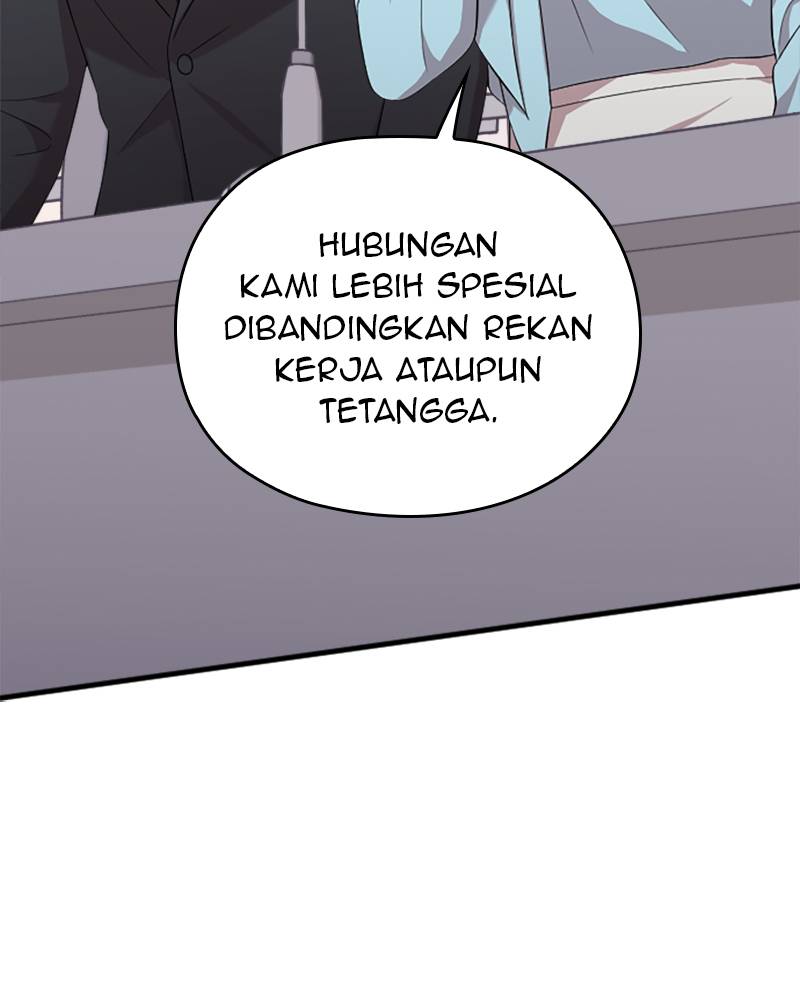 HUBUNGAN
KAMI LEBIH SPESIAL
DIBANDINGKAN REKAN
KERJA ATAUPUN
TETANGGA.